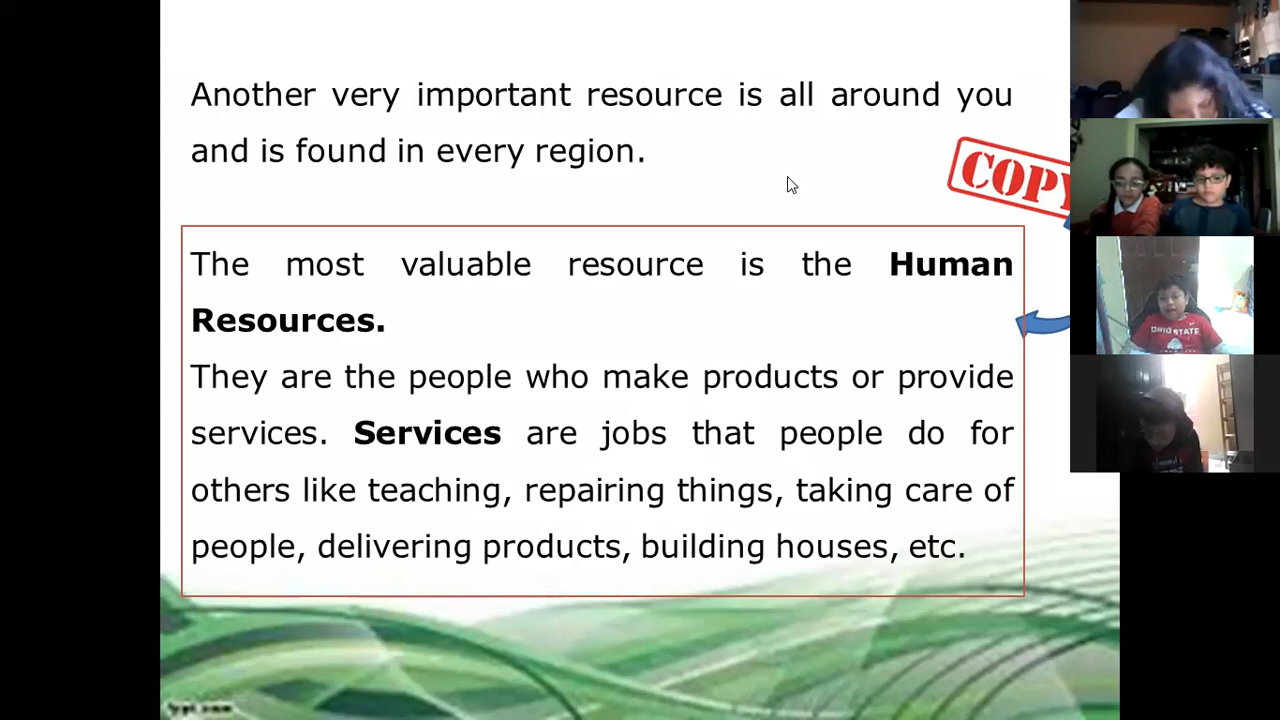 Another very important resource is all around you
and is found in every region.
COPY
The most valuable resource is the Human
Resources.
They are the people who make products or provide
services. Services are jobs that people do for
others like teaching, repairing things, taking care of
people, delivering products, building houses, etc.
OHIO STATE